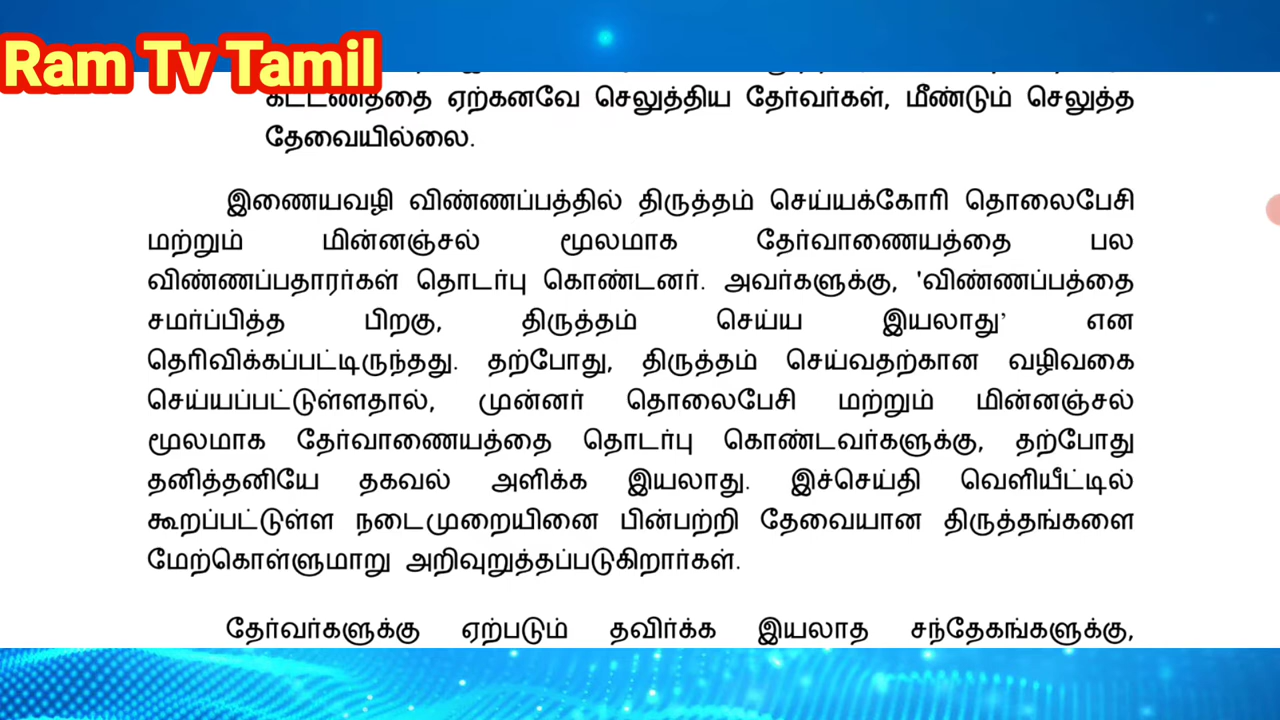 Ram Tv Tamil
கட்டணத்தை ஏற்கனவே செலுத்திய தேர்வர்கள், மீண்டும் செலுத்த
தேவையில்லை.
இணையவழி விண்ணப்பத்தில் திருத்தம் செய்யக்கோரி தொலைபேசி
மற்றும் மின்னஞ்சல் மூலமாக தேர்வாணையத்தை பல
விண்ணப்பதாரர்கள் தொடர்பு கொண்டனர். அவர்களுக்கு, 'விண்ணப்பத்தை
சமர்ப்பித்த பிறகு, திருத்தம் செய்ய இயலாது’ என
தெரிவிக்கப்பட்டிருந்தது. தற்போது, திருத்தம் செய்வதற்கான வழிவகை
செய்யப்பட்டுள்ளதால், முன்னர் தொலைபேசி மற்றும் மின்னஞ்சல்
மூலமாக தேர்வாணையத்தை தொடர்பு கொண்டவர்களுக்கு, தற்போது
தனித்தனியே தகவல் அளிக்க இயலாது. இச்செய்தி வெளியீட்டில்
கூறப்பட்டுள்ள நடைமுறையினை பின்பற்றி தேவையான திருத்தங்களை
மேற்கொள்ளுமாறு அறிவுறுத்தப்படுகிறார்கள்.
தேர்வர்களுக்கு ஏற்படும் தவிர்க்க இயலாத சந்தேகங்களுக்கு,